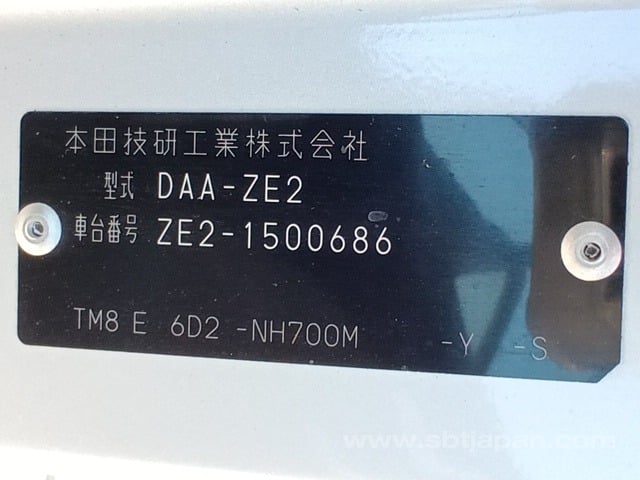 本田技研工業株式会社
型式 DAA-ZE2
車台番号 ZE2-1500686
TM8 E 6D2 -NH700M -Y -S
www.sbtjapan.com